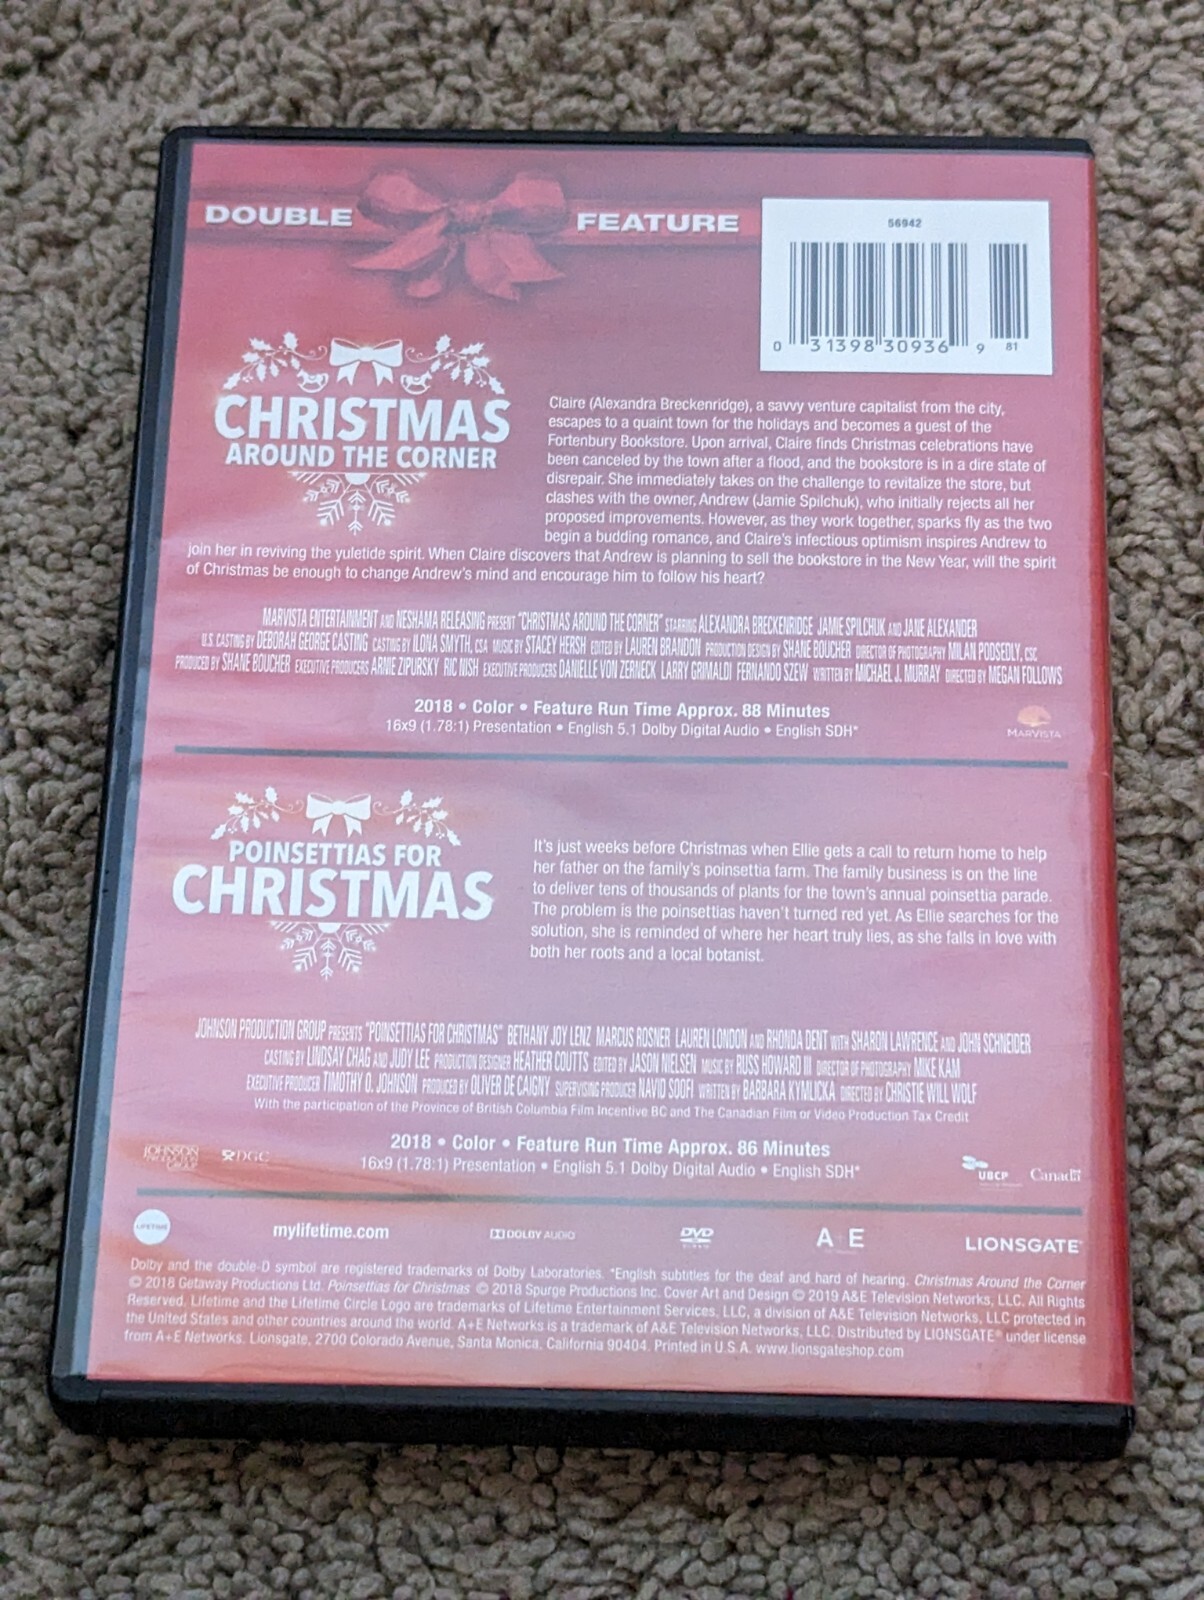 DOUBLE FEATURE
56942
0 31398 30936 9 81
CHRISTMAS
AROUND THE CORNER
Claire (Alexandra Breckenridge), a savvy venture capitalist from the city,
escapes to a quaint town for the holidays and becomes a guest of the
Fortenbury Bookstore. Upon arrival, Claire finds Christmas celebrations have
been canceled by the town after a flood, and the bookstore is in a dire state of
disrepair. She immediately takes on the challenge to revitalize the store, but
clashes with the owner, Andrew (Jamie Spilchuk), who initially rejects all her
proposed improvements. However, as they work together, sparks fly as the two
begin a budding romance, and Claire's infectious optimism inspires Andrew to
join her in reviving the yuletide spirit. When Claire discovers that Andrew is planning to sell the bookstore in the New Year, will the spirit
of Christmas be enough to change Andrew's mind and encourage him to follow his heart?
MARVISTA ENTERTAINMENT AND NESHAMA RELEASING PRESENT "CHRISTMAS AROUND THE CORNER" STARRING ALEXANDRA BRECKENRIDGE JAMIE SPILCHUK AND JANE ALEXANDER
U.S. CASTING BY DEBORAH GEORGE CASTING CASTING BY ILONA SMYTH, CSA MUSIC BY STACEY HERSH EDITED BY LAUREN BRANDON PRODUCTION DESIGN BY SHANE BOUCHER DIRECTOR OF PHOTOGRAPHY MILAN PODSEDLY, CSC
PRODUCED BY SHANE BOUCHER EXECUTIVE PRODUCERS ARNIE ZIPURSKY RIC NISH EXECUTIVE PRODUCERS DANIELLE VON ZERNECK LARRY GRIMALDI FERNANDO SZEW WRITTEN BY MICHAEL J. MURRAY DIRECTED BY MEGAN FOLLOWS
2018 • Color • Feature Run Time Approx. 88 Minutes
16x9 (1.78:1) Presentation • English 5.1 Dolby Digital Audio • English SDH*
MARVISTA
POINSETTIAS FOR
CHRISTMAS
It's just weeks before Christmas when Ellie gets a call to return home to help
her father on the family's poinsettia farm. The family business is on the line
to deliver tens of thousands of plants for the town's annual poinsettia parade.
The problem is the poinsettias haven't turned red yet. As Ellie searches for the
solution, she is reminded of where her heart truly lies, as she falls in love with
both her roots and a local botanist.
JOHNSON PRODUCTION GROUP PRESENTS "POINSETTIAS FOR CHRISTMAS" BETHANY JOY LENZ MARCUS ROSNER LAUREN LONDON AND RHONDA DENT WITH SHARON LAWRENCE AND JOHN SCHNEIDER
CASTING BY LINDSAY CHAG AND JUDY LEE PRODUCTION DESIGNER HEATHER COUTTS EDITED BY JASON NIELSEN MUSIC BY RUSS HOWARD III DIRECTOR OF PHOTOGRAPHY MIKE KAM
EXECUTIVE PRODUCER TIMOTHY O. JOHNSON PRODUCED BY OLIVER DE CAIGNY SUPERVISING PRODUCER NAVID SOOFI WRITTEN BY BARBARA KYMLICKA DIRECTED BY CHRISTIE WILL WOLF
With the participation of the Province of British Columbia Film Incentive BC and The Canadian Film or Video Production Tax Credit
2018 • Color • Feature Run Time Approx. 86 Minutes
16x9 (1.78:1) Presentation • English 5.1 Dolby Digital Audio • English SDH*
JOHNSON PRODUCTION GROUP DGC UBCP Canada
LIFETIME mylifetime.com DOLBY AUDIO DVD A+E LIONSGATE®
Dolby and the double-D symbol are registered trademarks of Dolby Laboratories. *English subtitles for the deaf and hard of hearing. Christmas Around the Corner
© 2018 Getaway Productions Ltd. Poinsettias for Christmas © 2018 Spurge Productions Inc. Cover Art and Design © 2019 A&E Television Networks, LLC. All Rights
Reserved. Lifetime and the Lifetime Circle Logo are trademarks of Lifetime Entertainment Services, LLC, a division of A&E Television Networks, LLC protected in
the United States and other countries around the world. A+E Networks is a trademark of A&E Television Networks, LLC. Distributed by LIONSGATE® under license
from A+E Networks. Lionsgate, 2700 Colorado Avenue, Santa Monica, California 90404. Printed in U.S.A. www.lionsgateshop.com